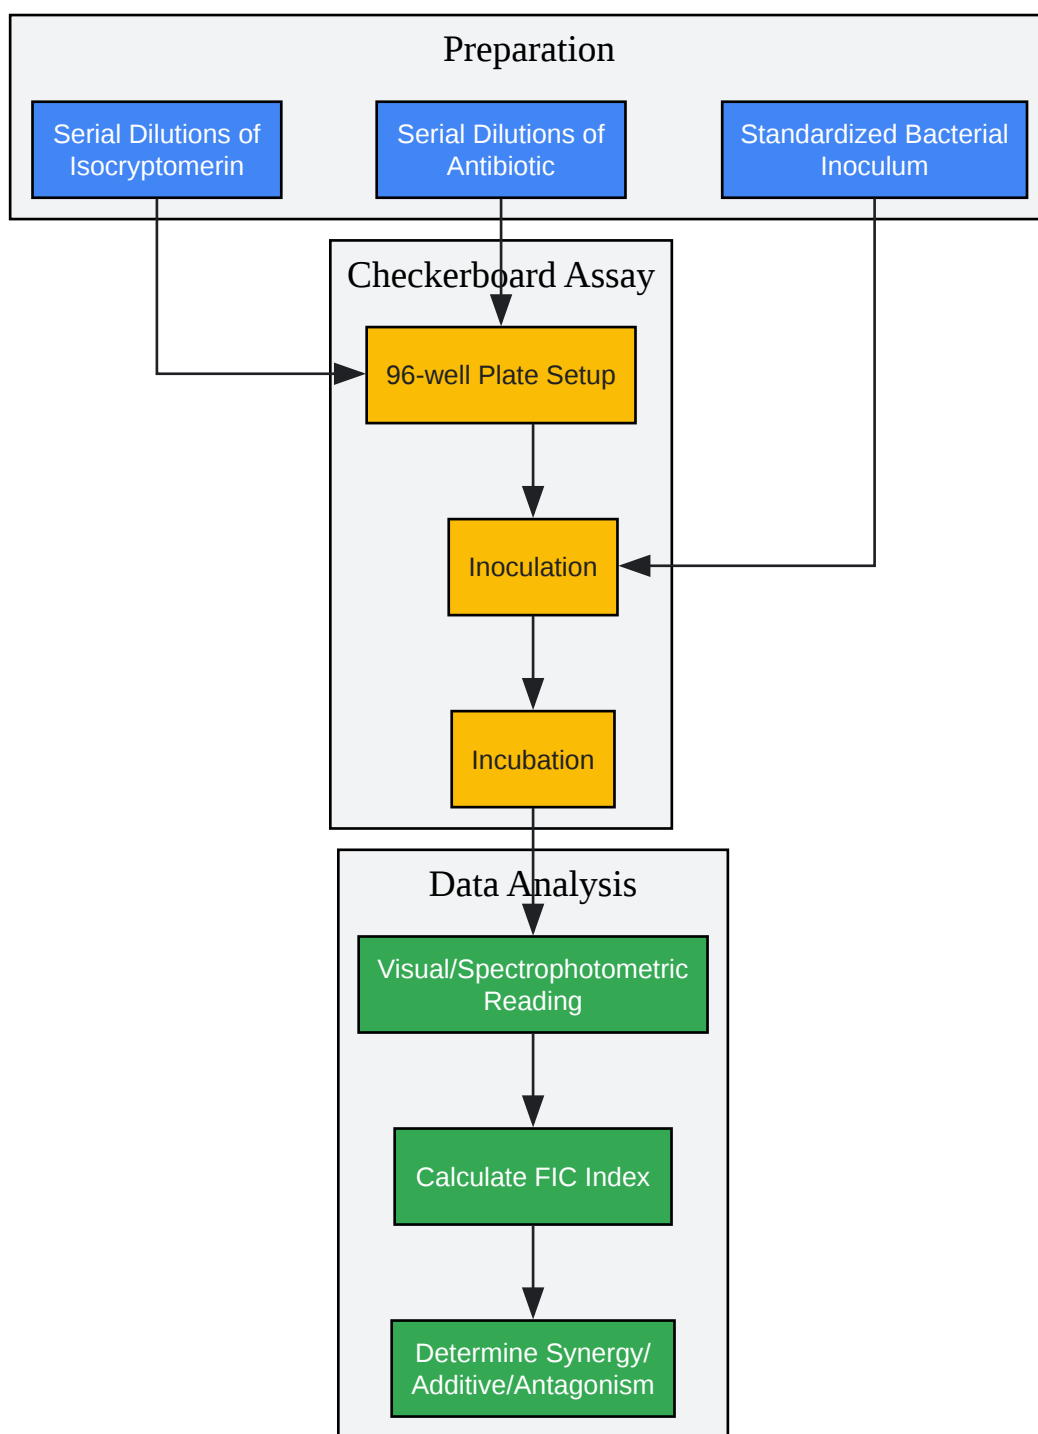 Preparation
Serial Dilutions of
Isocryptomerin
Serial Dilutions of
Antibiotic
Standardized Bacterial
Inoculum
Checkerboard Assay
96-well Plate Setup
Inoculation
Incubation
Data Analysis
Visual/Spectrophotometric
Reading
Calculate FIC Index
Determine Synergy/
Additive/Antagonism